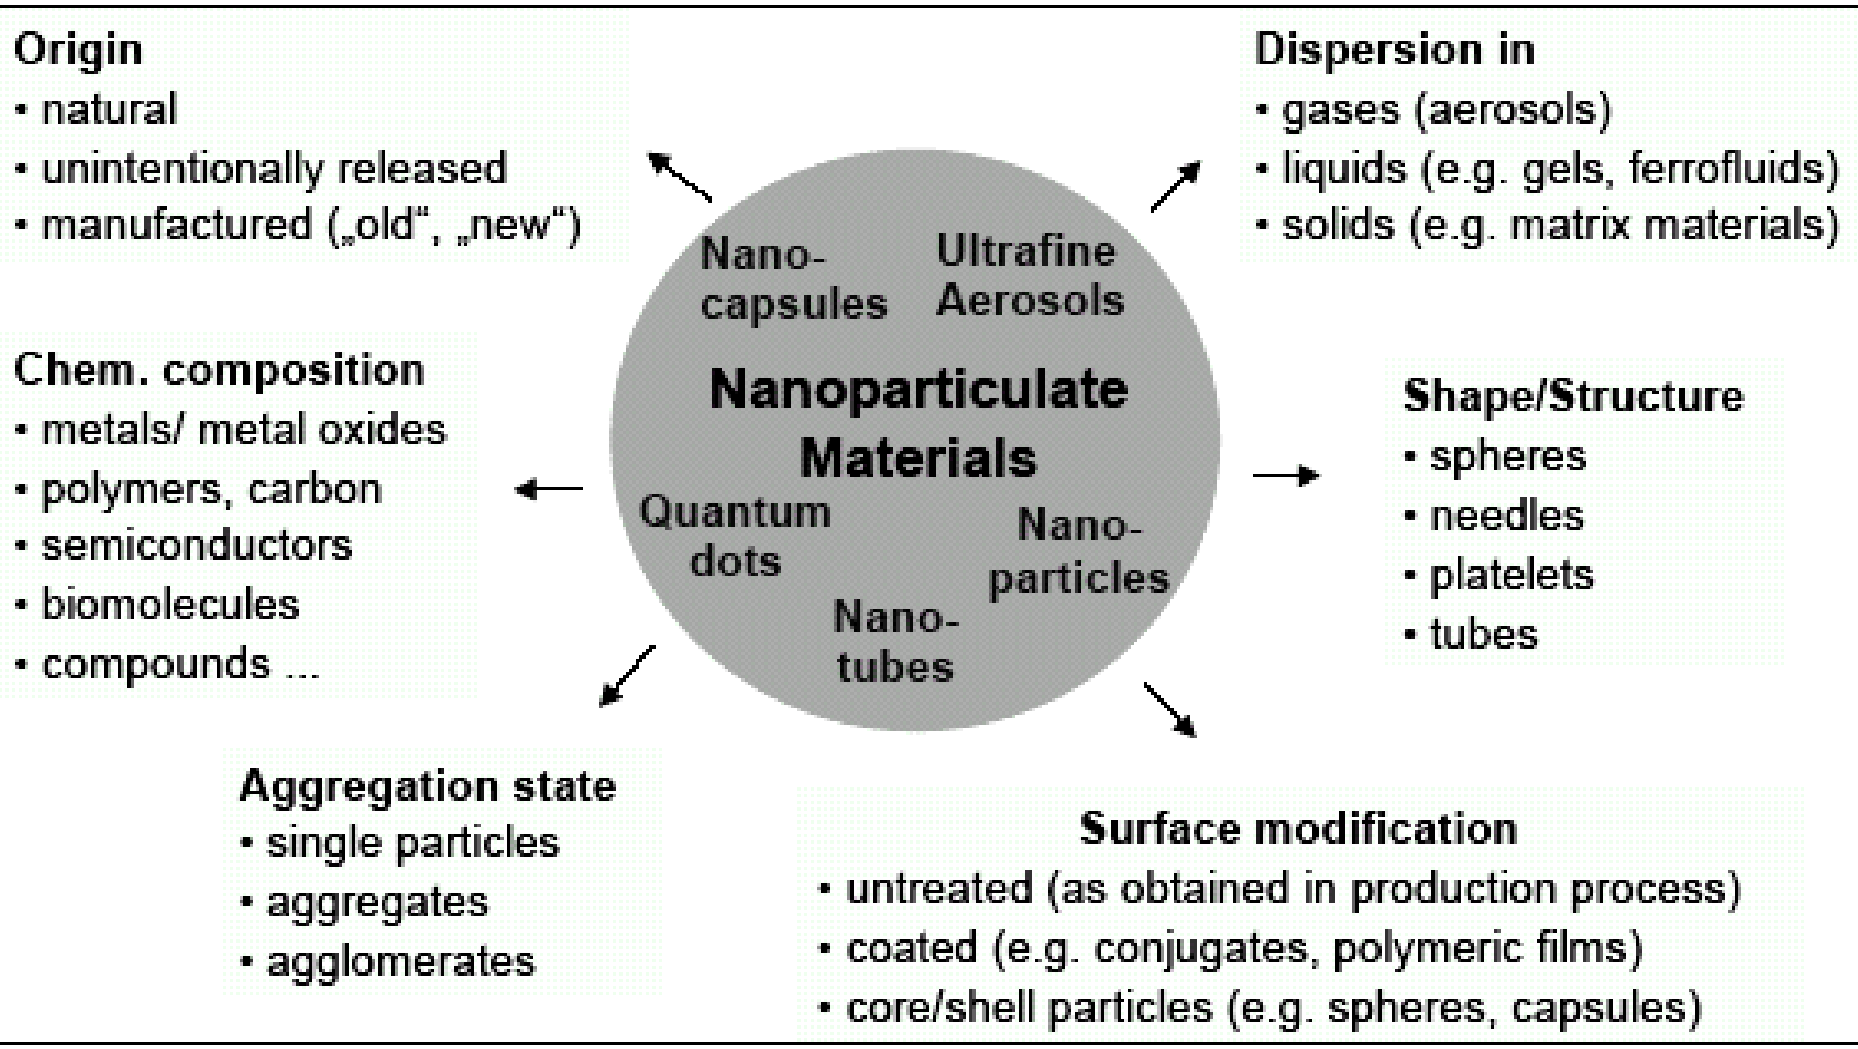 Origin
• natural
• unintentionally released
• manufactured („old“, „new“)
Dispersion in
• gases (aerosols)
• liquids (e.g. gels, ferrofluids)
• solids (e.g. matrix materials)
Nano-
capsules
Ultrafine
Aerosols
Nanoparticulate
Materials
Quantum
dots
Nano-
particles
Nano-
tubes
Chem. composition
• metals/ metal oxides
• polymers, carbon
• semiconductors
• biomolecules
• compounds ...
Shape/Structure
• spheres
• needles
• platelets
• tubes
Aggregation state
• single particles
• aggregates
• agglomerates
Surface modification
• untreated (as obtained in production process)
• coated (e.g. conjugates, polymeric films)
• core/shell particles (e.g. spheres, capsules)